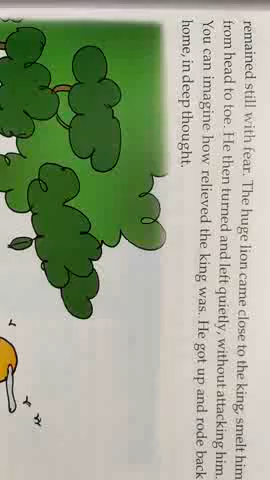 remained still with fear. The huge lion came close to the king, smelt him
from head to toe. He then turned and left quietly, without attacking him.
You can imagine how relieved the king was. He got up and rode back
home, in deep thought.